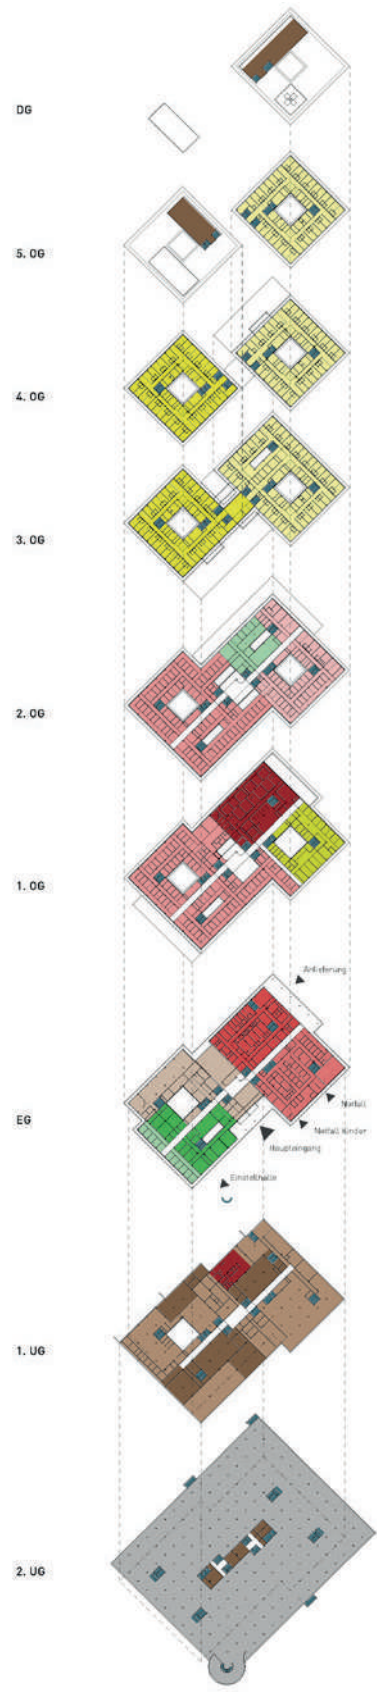 DG
5. OG
4. OG
3. OG
2. OG
1. OG
Anlieferung
EG
Notfall
Notfall Kinder
Haupteingang
Einstellhalle
1. UG
2. UG